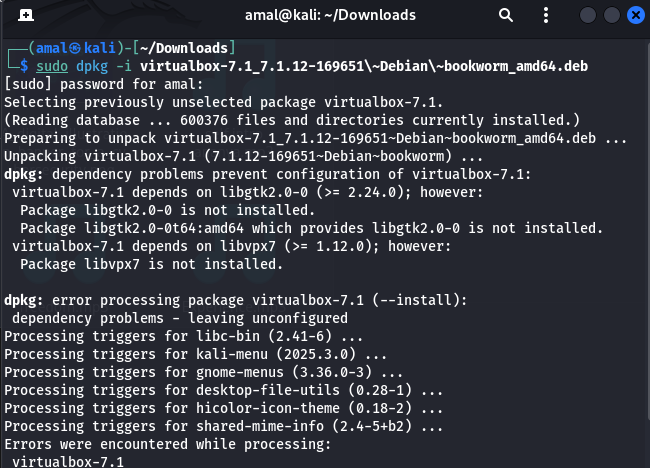 amal@kali: ~/Downloads
┌──(amal㉿kali)-[~/Downloads]
└─$ sudo dpkg -i virtualbox-7.1_7.1.12-169651\~Debian\~bookworm_amd64.deb
[sudo] password for amal:
Selecting previously unselected package virtualbox-7.1.
(Reading database ... 600376 files and directories currently installed.)
Preparing to unpack virtualbox-7.1_7.1.12-169651~Debian~bookworm_amd64.deb ...
Unpacking virtualbox-7.1 (7.1.12-169651~Debian~bookworm) ...
dpkg: dependency problems prevent configuration of virtualbox-7.1:
 virtualbox-7.1 depends on libgtk2.0-0 (>= 2.24.0); however:
  Package libgtk2.0-0 is not installed.
  Package libgtk2.0-0t64:amd64 which provides libgtk2.0-0 is not installed.
 virtualbox-7.1 depends on libvpx7 (>= 1.12.0); however:
  Package libvpx7 is not installed.

dpkg: error processing package virtualbox-7.1 (--install):
 dependency problems - leaving unconfigured
Processing triggers for libc-bin (2.41-6) ...
Processing triggers for kali-menu (2025.3.0) ...
Processing triggers for gnome-menus (3.36.0-3) ...
Processing triggers for desktop-file-utils (0.28-1) ...
Processing triggers for hicolor-icon-theme (0.18-2) ...
Processing triggers for shared-mime-info (2.4-5+b2) ...
Errors were encountered while processing:
 virtualbox-7.1